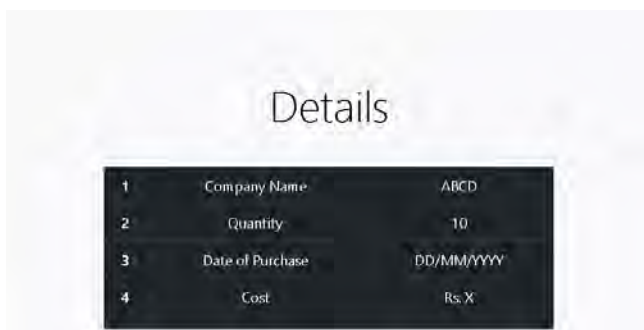 Details
1 Company Name ABCD
2 Quantity 10
3 Date of Purchase DD/MM/YYYY
4 Cost Rs. X